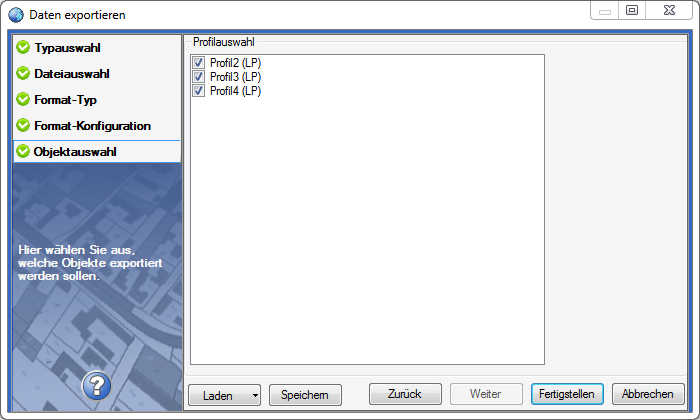 Daten exportieren
Typauswahl
Dateiauswahl
Format-Typ
Format-Konfiguration
Objektauswahl
Hier wählen Sie aus,
welche Objekte exportiert
werden sollen.
?
Profilauswahl
Profil2 (LP)
Profil3 (LP)
Profil4 (LP)
Laden
Speichern
Zurück
Weiter
Fertigstellen
Abbrechen